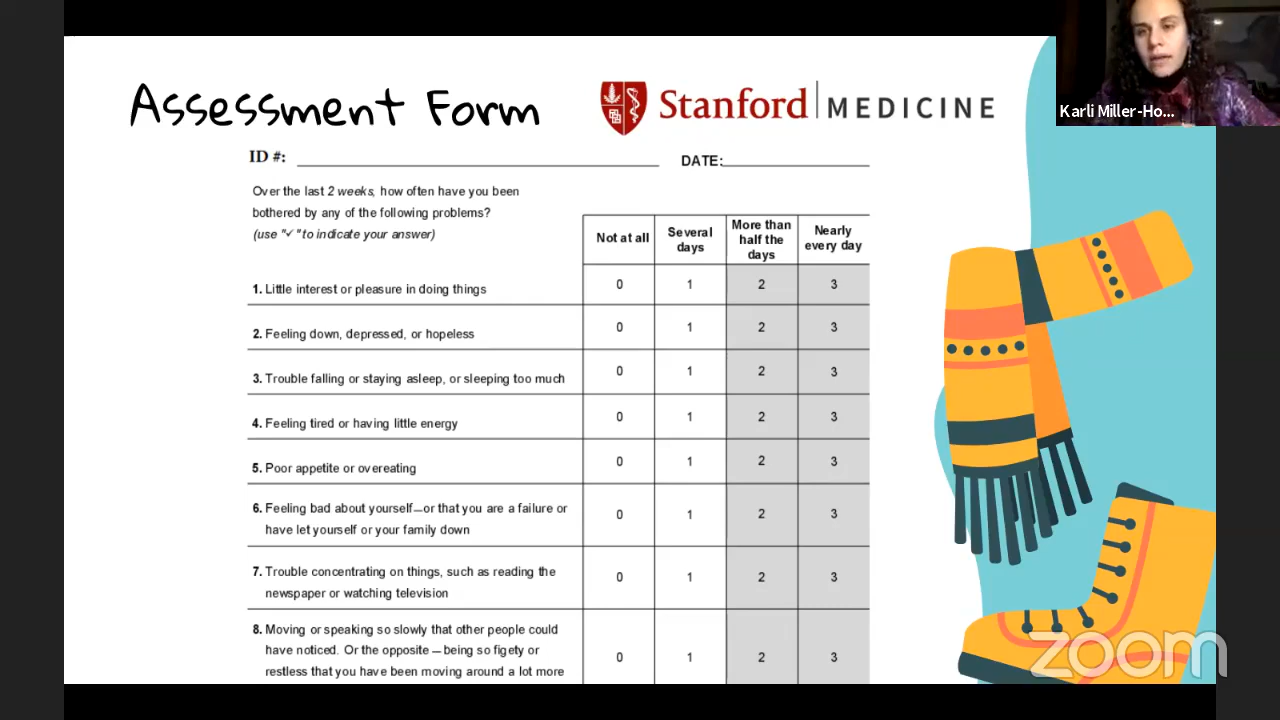 Assessment Form
Stanford MEDICINE
Karli Miller-Ho...
ID #: DATE:
Over the last 2 weeks, how often have you been
bothered by any of the following problems?
(use "✓" to indicate your answer)
Not at all
Several
days
More than
half the
days
Nearly
every day
1. Little interest or pleasure in doing things 0 1 2 3
2. Feeling down, depressed, or hopeless 0 1 2 3
3. Trouble falling or staying asleep, or sleeping too much 0 1 2 3
4. Feeling tired or having little energy 0 1 2 3
5. Poor appetite or overeating 0 1 2 3
6. Feeling bad about yourself—or that you are a failure or
have let yourself or your family down 0 1 2 3
7. Trouble concentrating on things, such as reading the
newspaper or watching television 0 1 2 3
8. Moving or speaking so slowly that other people could
have noticed. Or the opposite—being so figety or
restless that you have been moving around a lot more 0 1 2 3
zoom